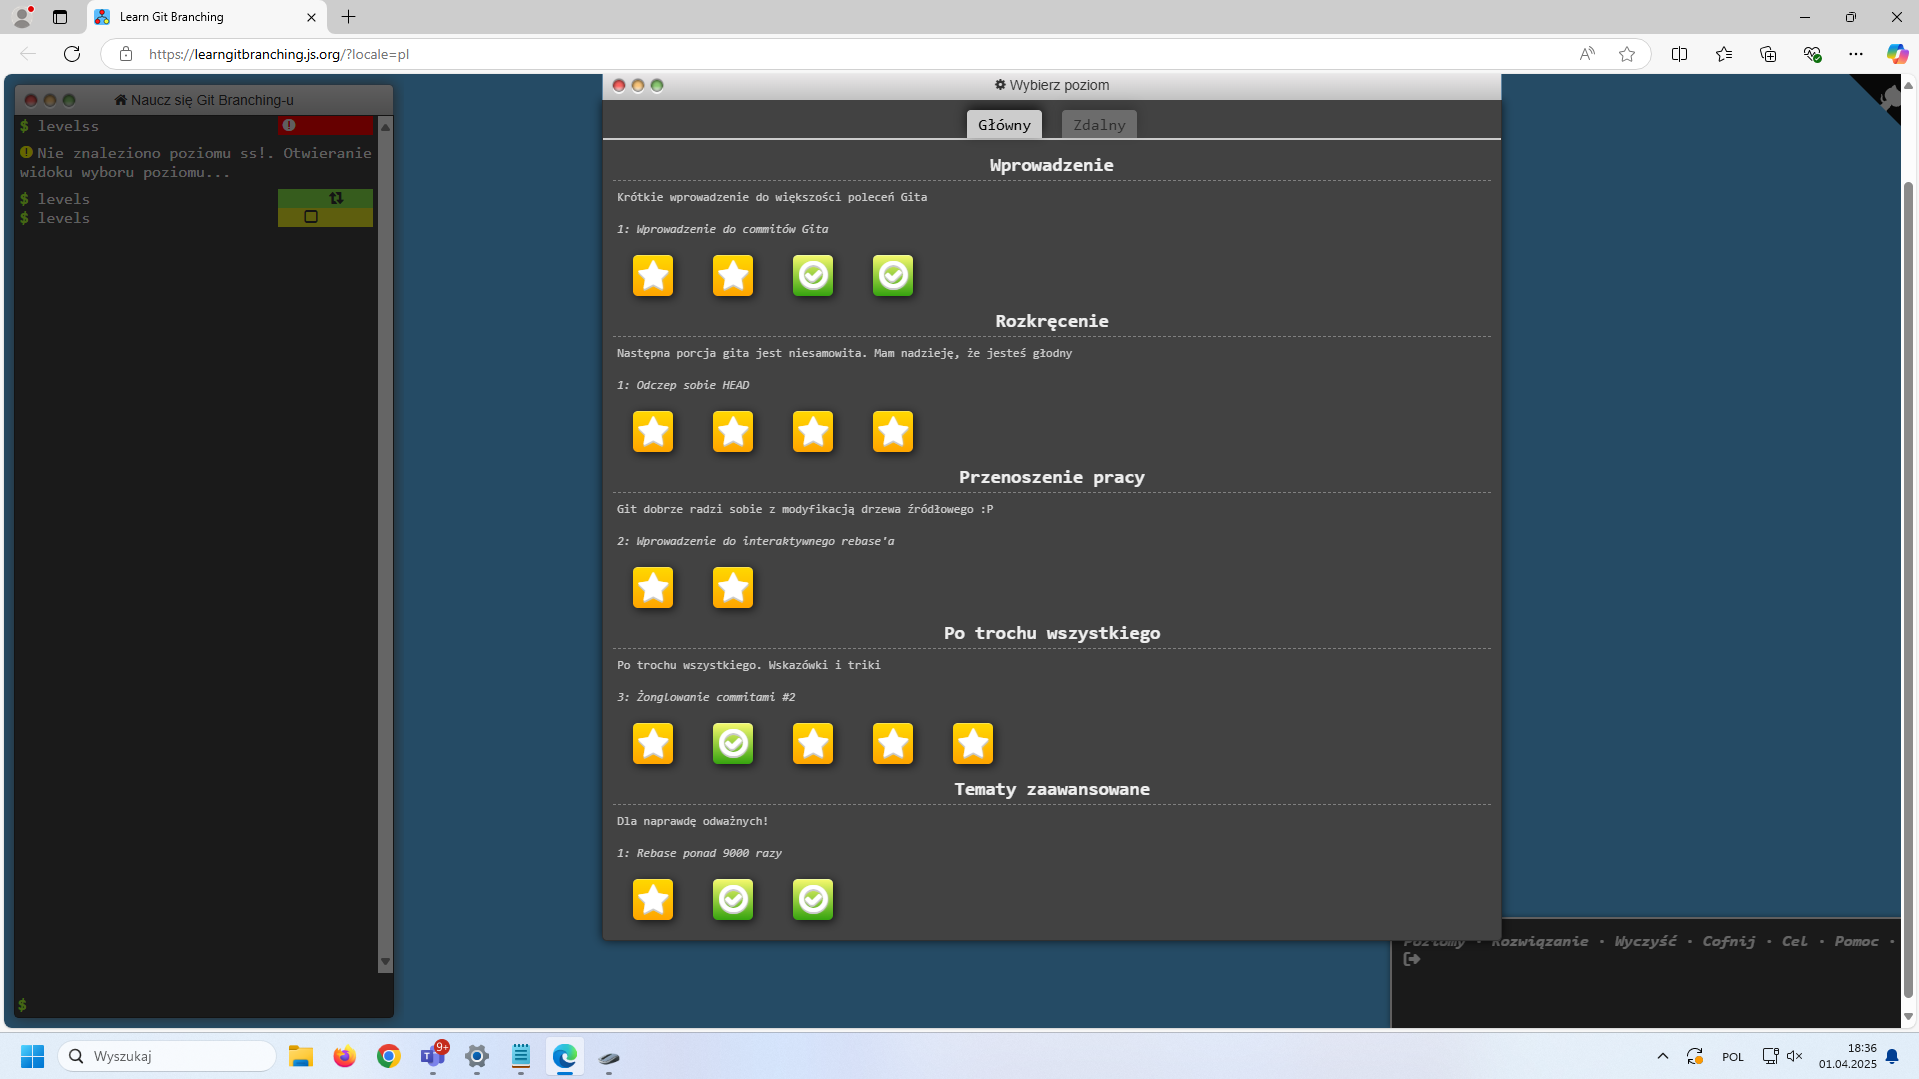 Learn Git Branching
https://learngitbranching.js.org/?locale=pl
Naucz się Git Branching-u
$ levelss
Nie znaleziono poziomu ss!. Otwieranie
widoku wyboru poziomu...
$ levels
$ levels
$
Wybierz poziom
Główny
Zdalny
Wprowadzenie
Krótkie wprowadzenie do większości poleceń Gita
1: Wprowadzenie do commitów Gita
Rozkręcenie
Następna porcja gita jest niesamowita. Mam nadzieję, że jesteś głodny
1: Odczep sobie HEAD
Przenoszenie pracy
Git dobrze radzi sobie z modyfikacją drzewa źródłowego :P
2: Wprowadzenie do interaktywnego rebase'a
Po trochu wszystkiego
Po trochu wszystkiego. Wskazówki i triki
3: Żonglowanie commitami #2
Tematy zaawansowane
Dla naprawdę odważnych!
1: Rebase ponad 9000 razy
Poziomy · Rozwiązanie · Wyczyść · Cofnij · Cel · Pomoc ·
Wyszukaj
9+
POL
18:36
01.04.2025